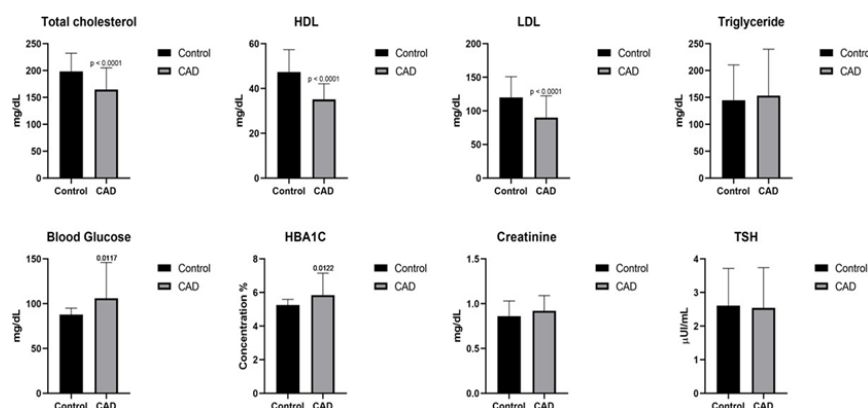 Total cholesterol
250
200
150
100
50
0
mg/dL
p < 0.0001
Control CAD
Control
CAD
HDL
60
40
20
0
mg/dL
p < 0.0001
Control CAD
Control
CAD
LDL
200
150
100
50
0
mg/dL
p < 0.0001
Control CAD
Control
CAD
Triglyceride
250
200
150
100
50
0
mg/dL
Control CAD
Control
CAD
Blood Glucose
150
100
50
0
mg/dL
0.0117
Control CAD
Control
CAD
HBA1C
8
6
4
2
0
Concentration %
0.0122
Control CAD
Control
CAD
Creatinine
1.5
1.0
0.5
0.0
mg/dL
Control CAD
Control
CAD
TSH
4
3
2
1
0
µUI/mL
Control CAD
Control
CAD